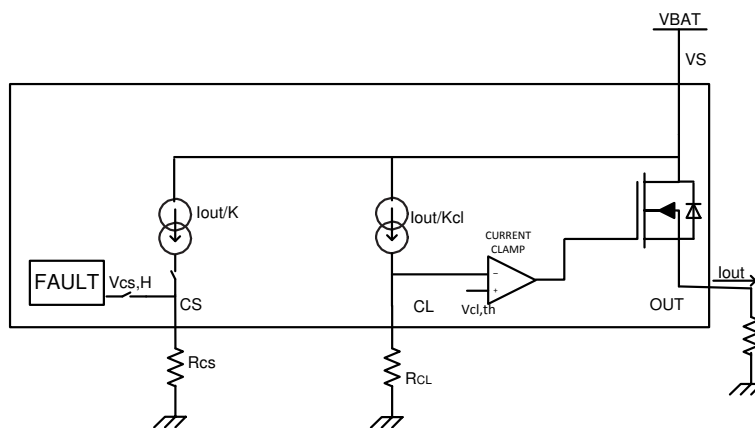 VBAT
VS
Iout/K
Iout/Kcl
CURRENT
CLAMP
FAULT
Vcs,H
CS
CL
Vcl,th
−
+
OUT
Iout
Rcs
RCL